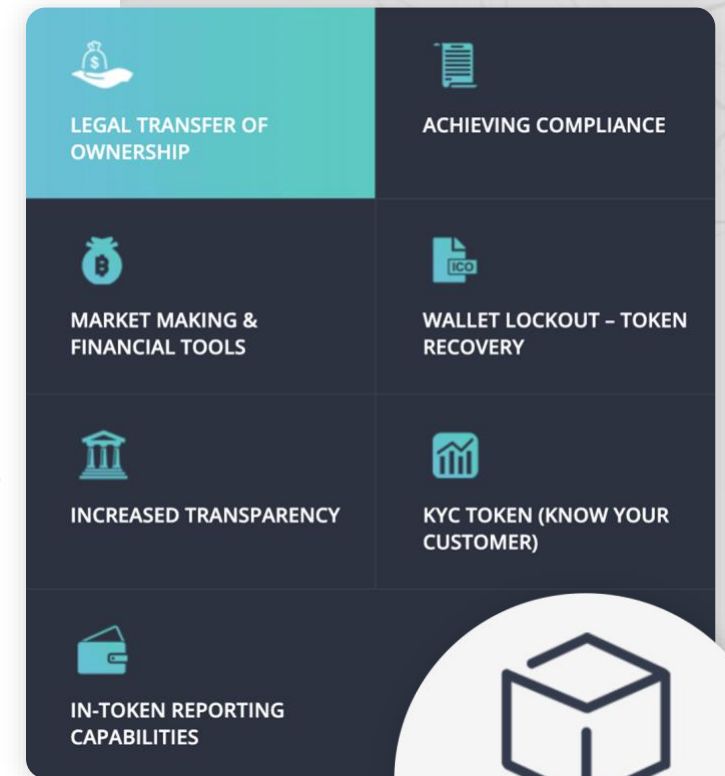 LEGAL TRANSFER OF
OWNERSHIP
ACHIEVING COMPLIANCE
MARKET MAKING &
FINANCIAL TOOLS
ICO
WALLET LOCKOUT – TOKEN
RECOVERY
INCREASED TRANSPARENCY
KYC TOKEN (KNOW YOUR
CUSTOMER)
IN-TOKEN REPORTING
CAPABILITIES